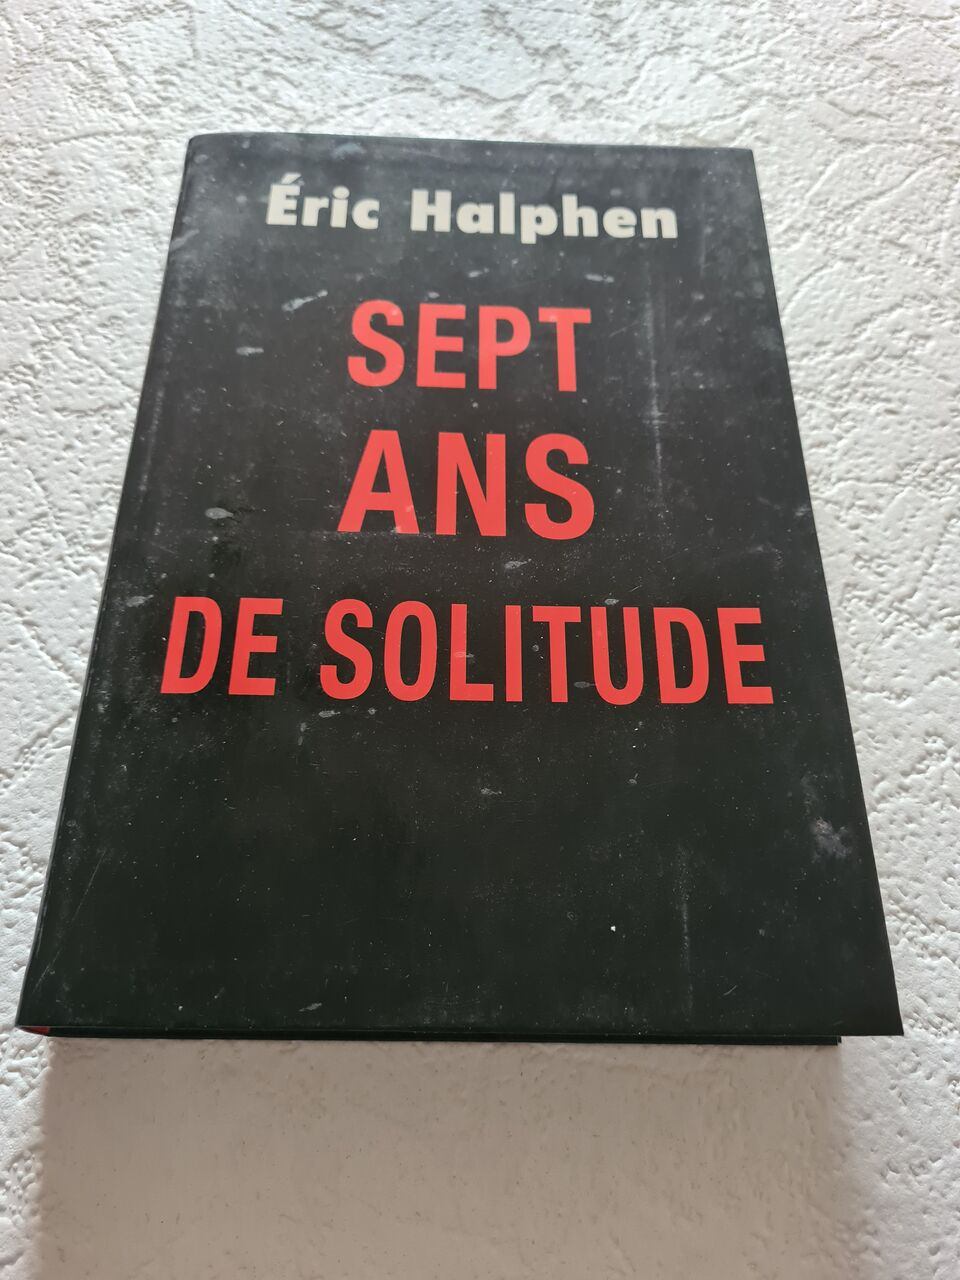 Éric Halphen
SEPT
ANS
DE SOLITUDE